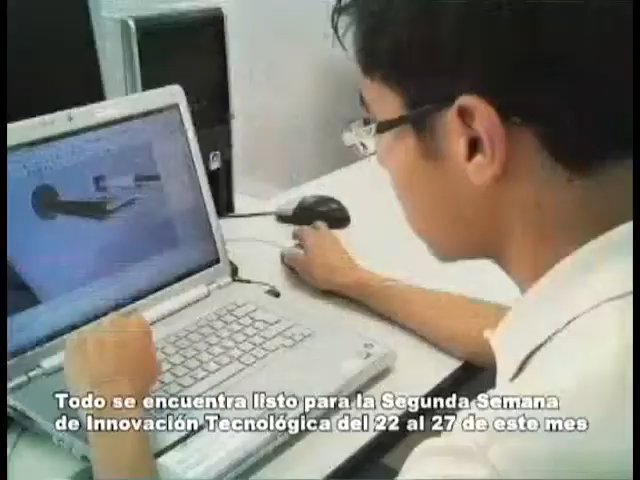 Todo se encuentra listo para la Segunda Semana
de Innovación Tecnológica del 22 al 27 de este mes